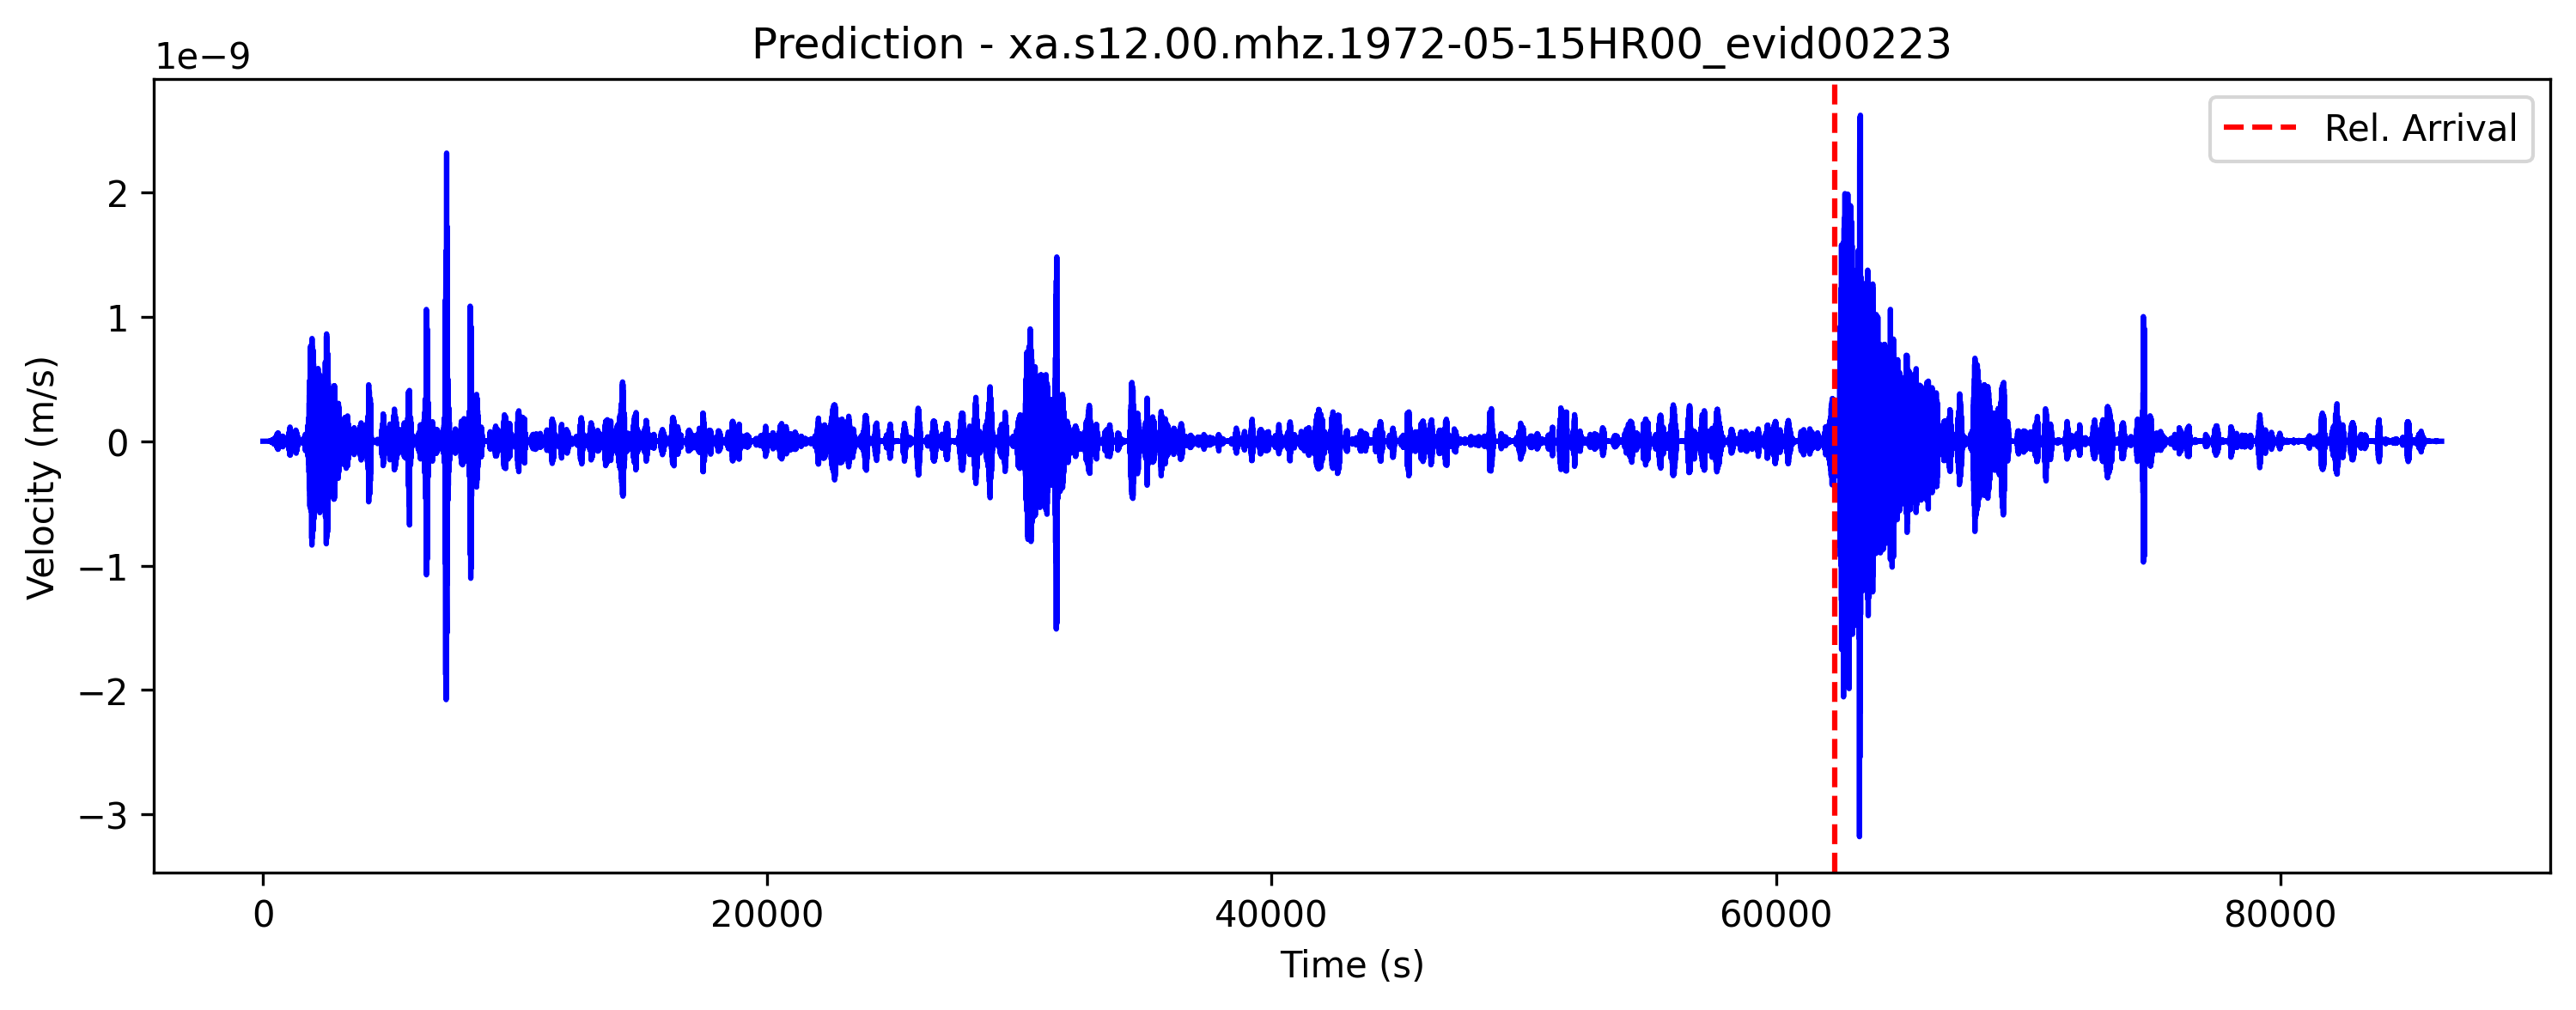 Prediction - xa.s12.00.mhz.1972-05-15HR00_evid00223
1e−9
Rel. Arrival
2
1
0
−1
−2
−3
Velocity (m/s)
0 20000 40000 60000 80000
Time (s)